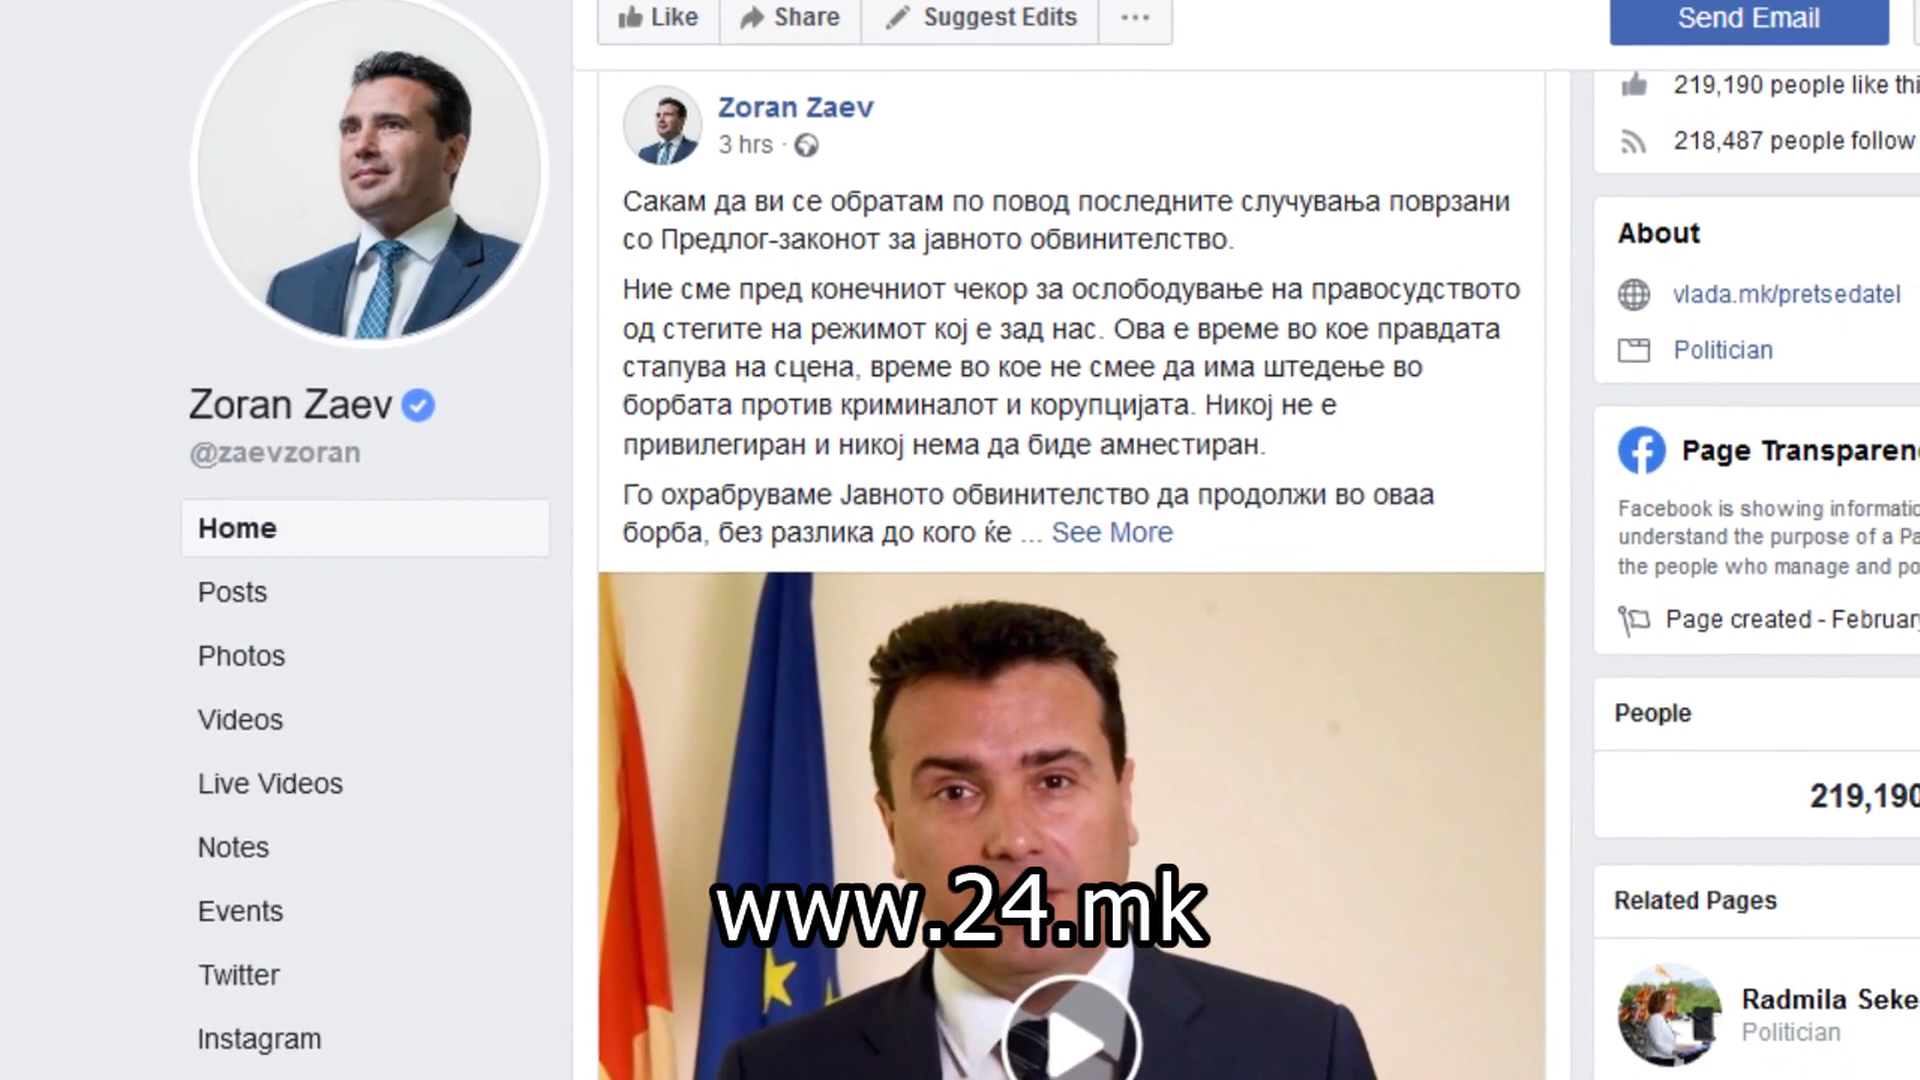 Like
Share
Suggest Edits
Send Email
Zoran Zaev
3 hrs
Сакам да ви се обратам по повод последните случувања поврзани
со Предлог-законот за јавното обвинителство.
Ние сме пред конечниот чекор за ослободување на правосудството
од стегите на режимот кој е зад нас. Ова е време во кое правдата
стапува на сцена, време во кое не смее да има штедење во
борбата против криминалот и корупцијата. Никој не е
привилегиран и никој нема да биде амнестиран.
Го охрабруваме Јавното обвинителство да продолжи во оваа
борба, без разлика до кого ќе ... See More
www.24.mk
Zoran Zaev
@zaevzoran
Home
Posts
Photos
Videos
Live Videos
Notes
Events
Twitter
Instagram
219,190 people like
218,487 people follow
About
vlada.mk/pretsedatel
Politician
Page
Facebook is showing
understand the purpose of a
the people who manage and
Page created -
People
219,190
Related Pages
Radmila
Politician